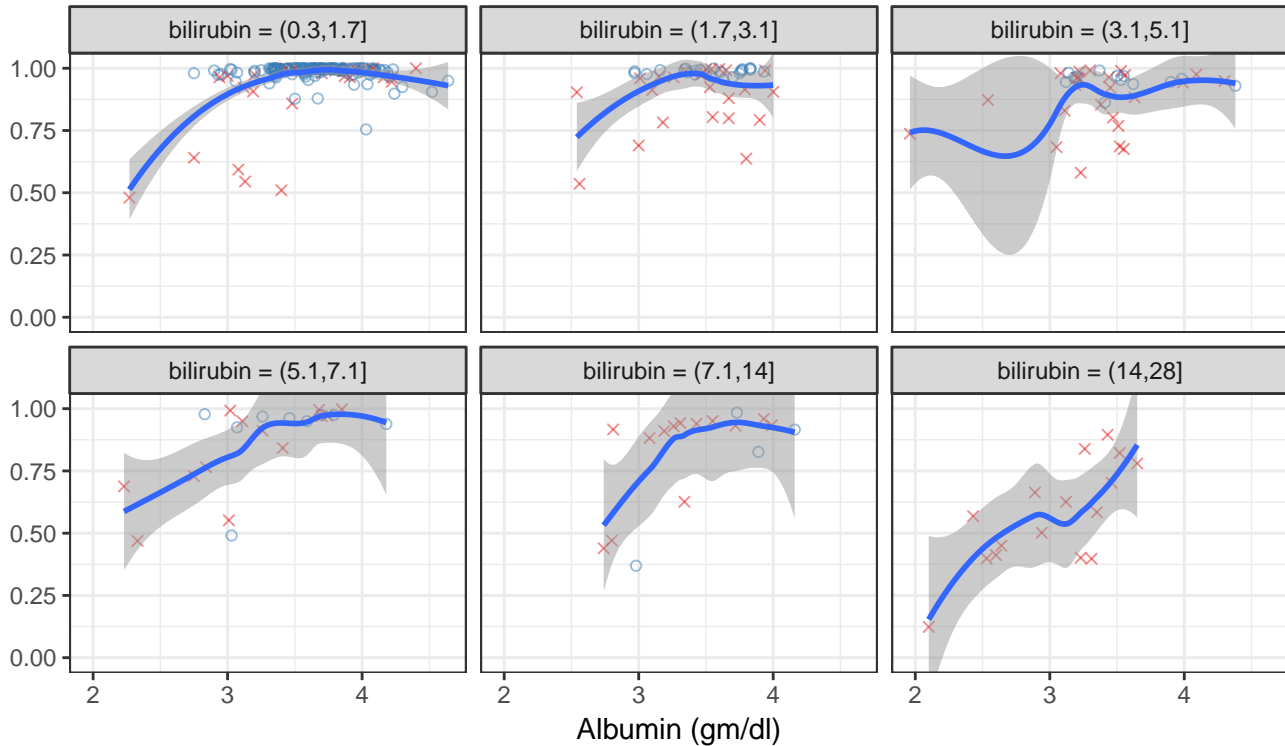 bilirubin = (0.3,1.7] bilirubin = (1.7,3.1] bilirubin = (3.1,5.1]
1.00
0.75
0.50
0.25
0.00
bilirubin = (5.1,7.1] bilirubin = (7.1,14] bilirubin = (14,28]
1.00
0.75
0.50
0.25
0.00
2 3 4 2 3 4 2 3 4
Albumin (gm/dl)